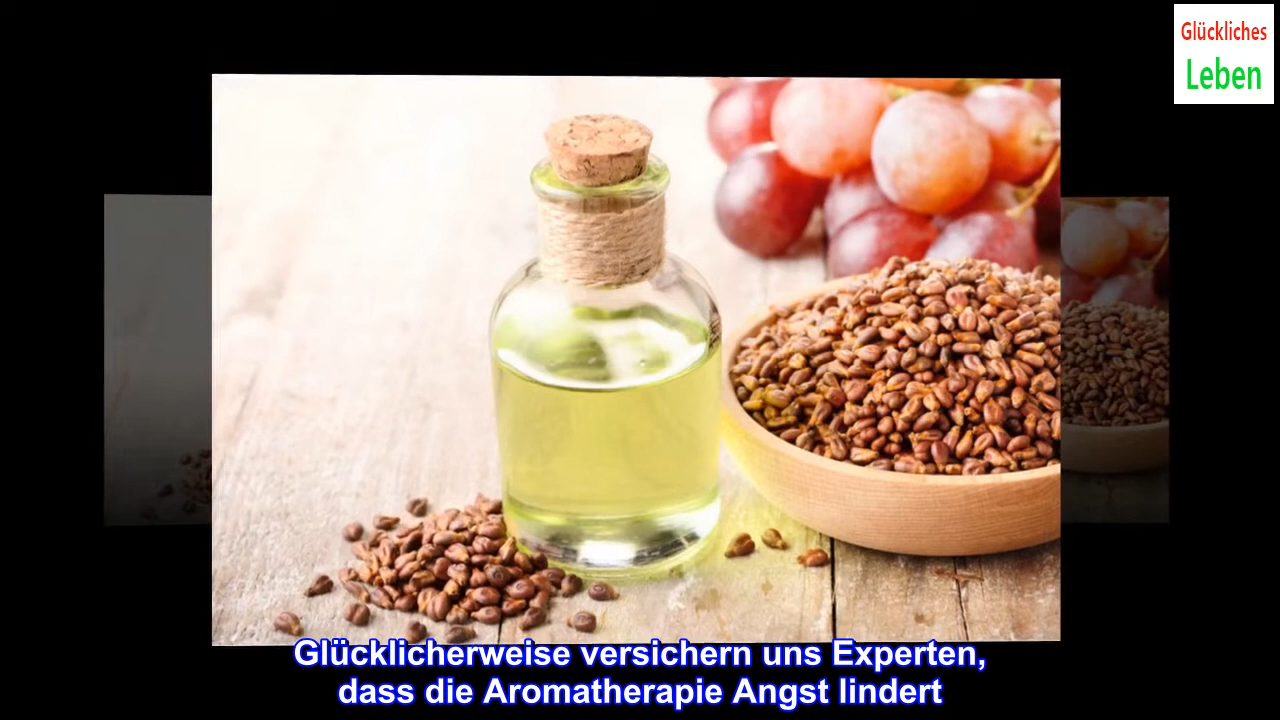 Glückliches
Leben
Glücklicherweise versichern uns Experten,
dass die Aromatherapie Angst lindert